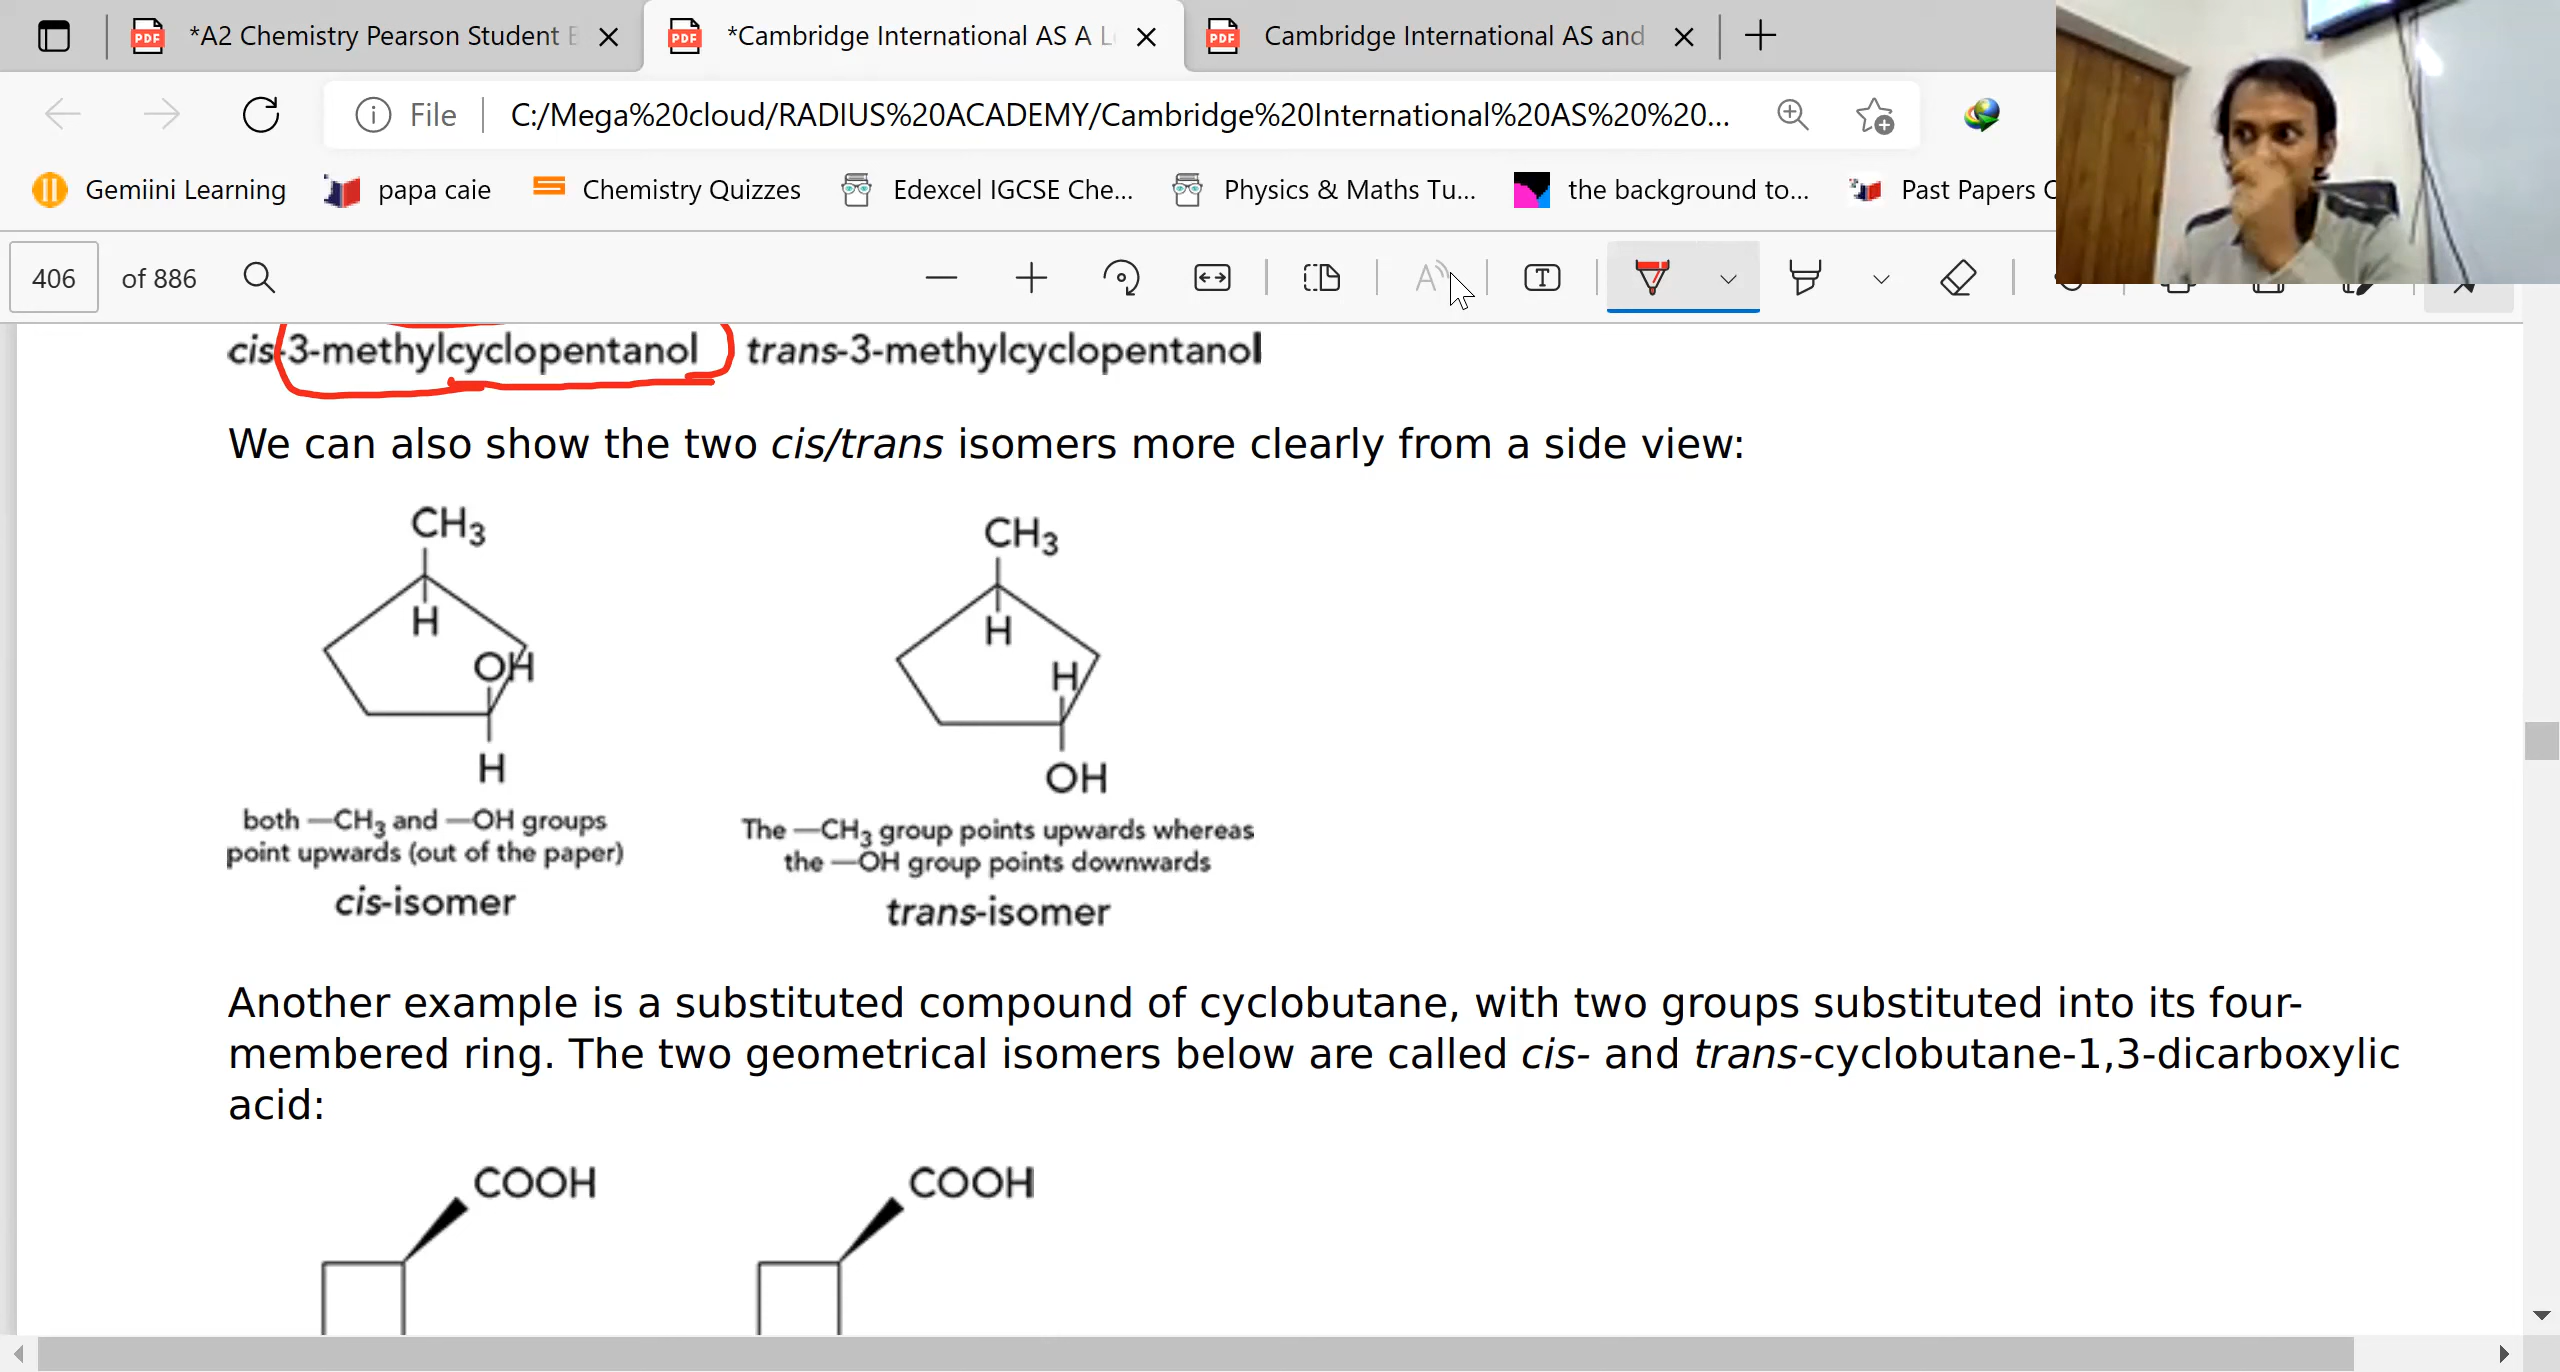 *A2 Chemistry Pearson Student
*Cambridge International AS A L
Cambridge International AS and
File
C:/Mega%20cloud/RADIUS%20ACADEMY/Cambridge%20International%20AS%20%20...
Gemiini Learning
papa caie
Chemistry Quizzes
Edexcel IGCSE Che...
Physics & Maths Tu...
the background to...
Past Papers
406 of 886
cis-3-methylcyclopentanol
trans-3-methylcyclopentanol
We can also show the two cis/trans isomers more clearly from a side view:
CH3
H
OH
H
both —CH3 and —OH groups
point upwards (out of the paper)
cis-isomer
CH3
H
H
OH
The —CH3 group points upwards whereas
the —OH group points downwards
trans-isomer
Another example is a substituted compound of cyclobutane, with two groups substituted into its four-
membered ring. The two geometrical isomers below are called cis- and trans-cyclobutane-1,3-dicarboxylic
acid:
COOH
COOH